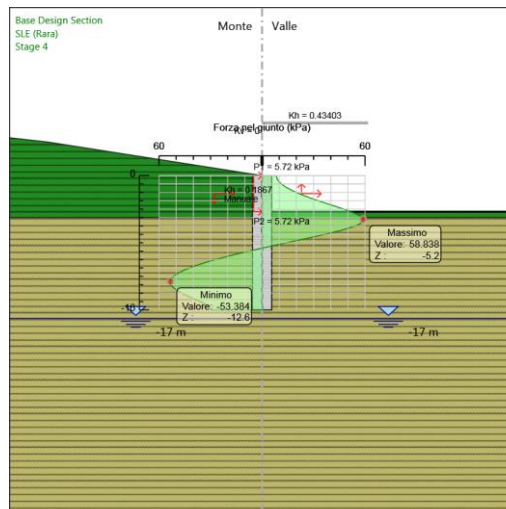 Base Design Section
SLE (Rara)
Stage 4
Monte
Valle
Kh = 0.43403
Forza nel giunto (kPa)
60
60
P1 = 5.72 kPa
0
Kh = 0.1867
Manuale
P2 = 5.72 kPa
Massimo
Valore: 58.838
Z : -5.2
Minimo
Valore: -53.384
Z : -12.6
-17 m
-17 m